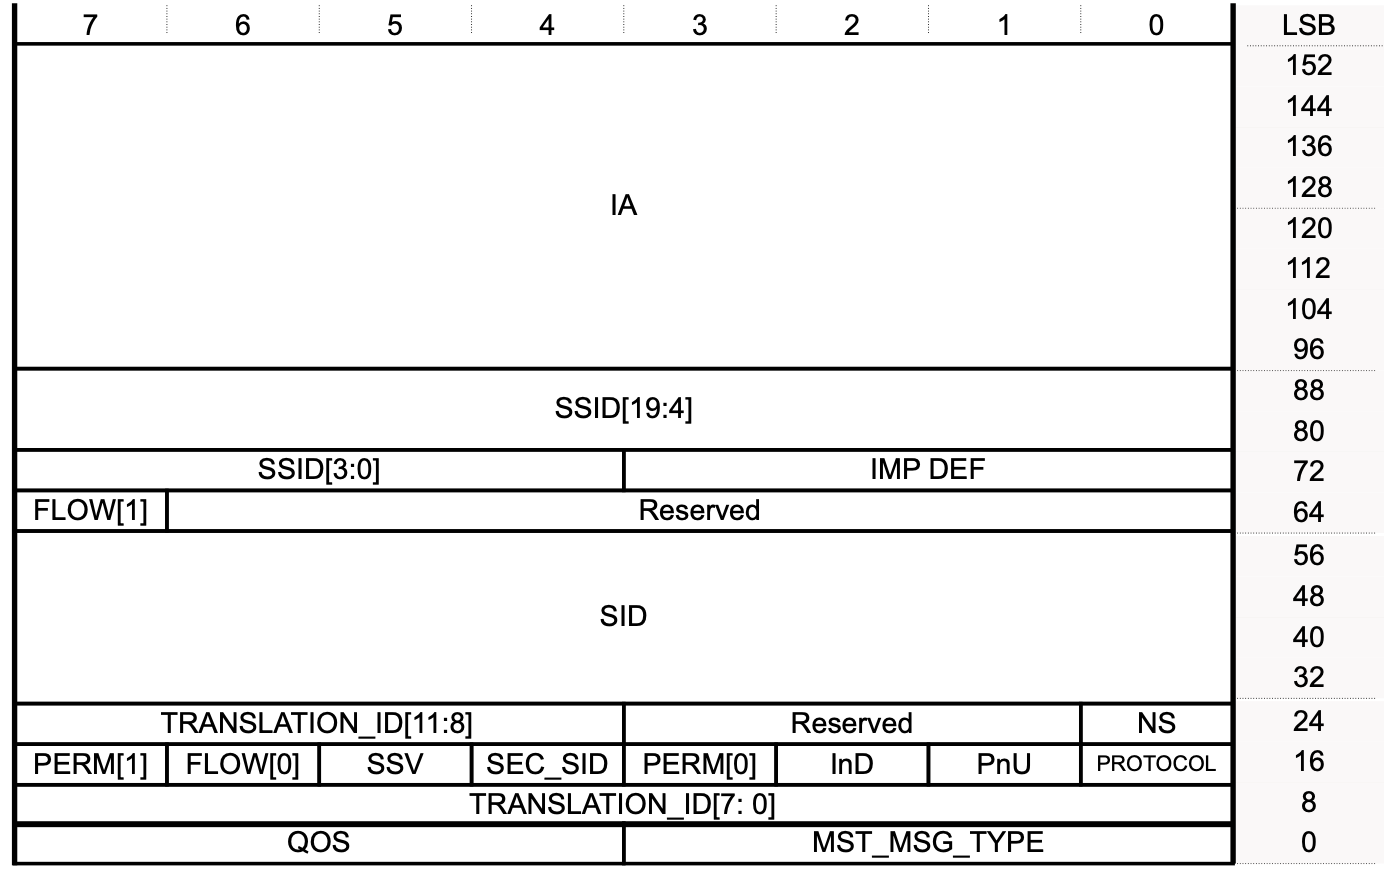 7 6 5 4 3 2 1 0 LSB
152
144
136
128
IA
120
112
104
96
88
SSID[19:4]
80
SSID[3:0] IMP DEF 72
FLOW[1] Reserved 64
56
48
SID
40
32
TRANSLATION_ID[11:8] Reserved NS 24
PERM[1] FLOW[0] SSV SEC_SID PERM[0] InD PnU PROTOCOL 16
TRANSLATION_ID[7: 0] 8
QOS MST_MSG_TYPE 0